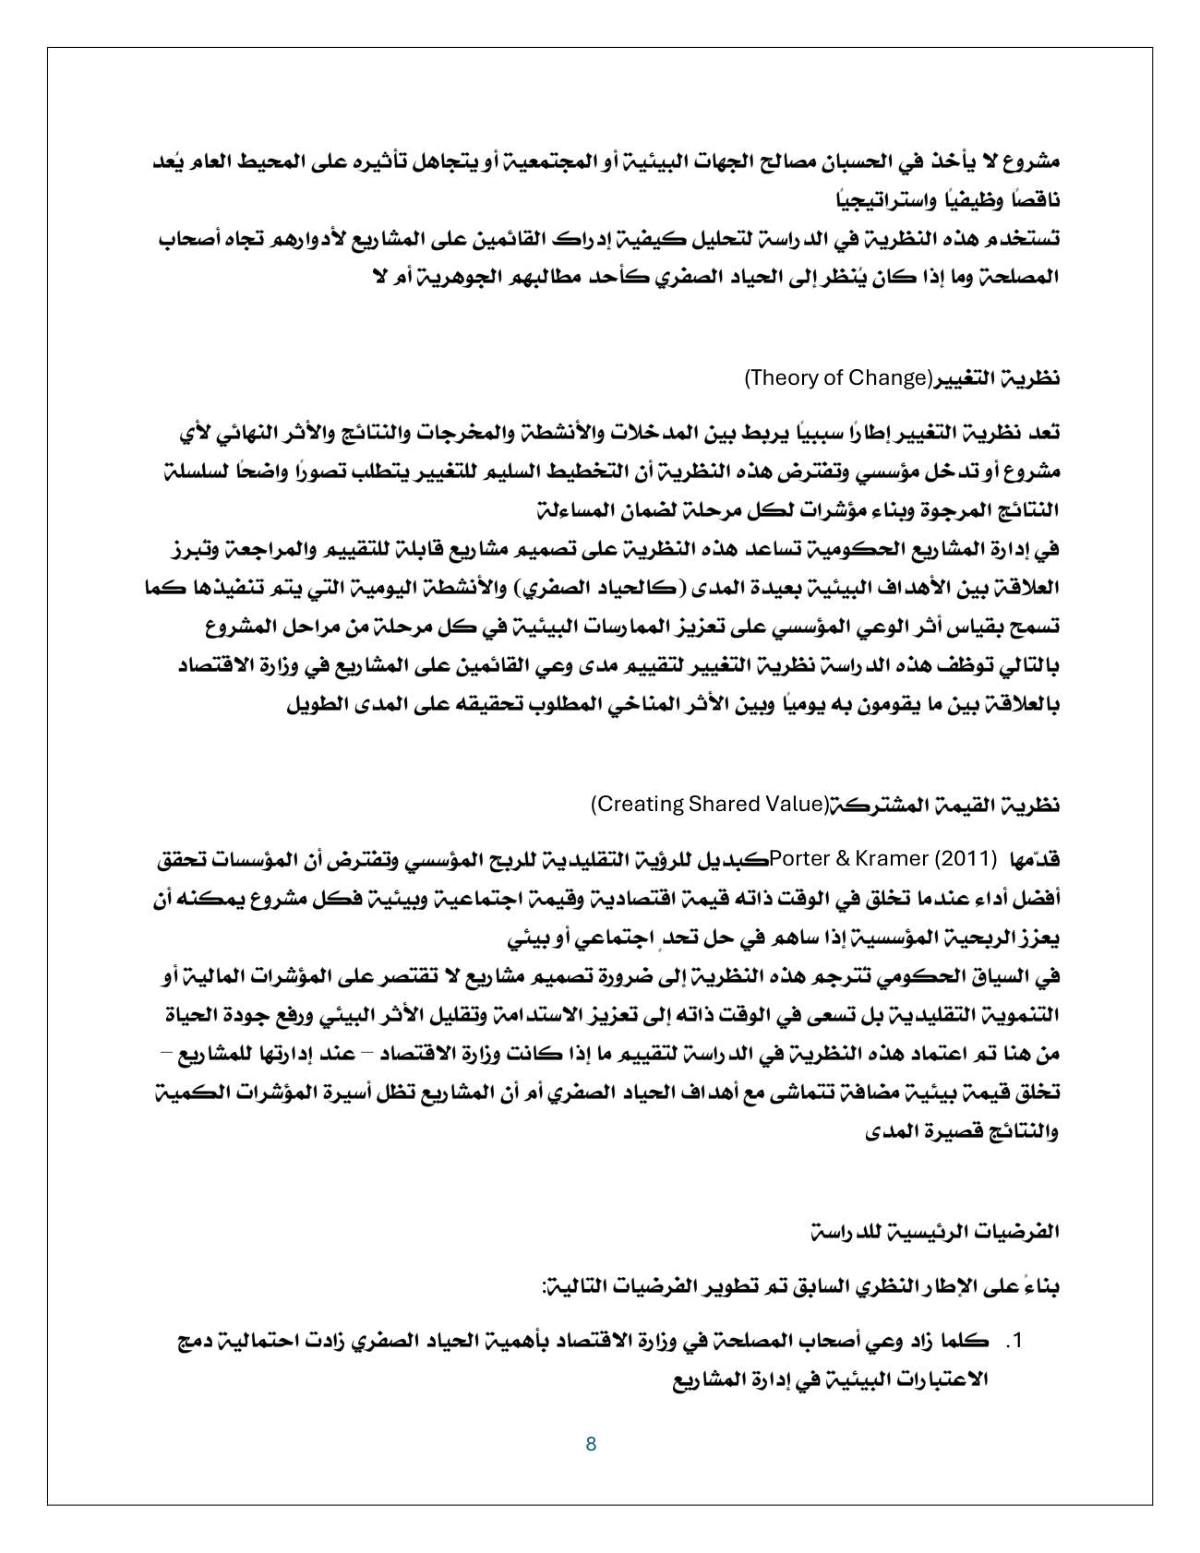 مشروع لا يأخذ في الحسبان مصالح الجهات البيئية أو المجتمعية أو يتجاهل تأثيره على المحيط العام يُعد
ناقصًا وظيفيًا واستراتيجيًا
تستخدم هذه النظرية في الدراسة لتحليل كيفية إدراك القائمين على المشاريع لأدوارهم تجاه أصحاب
المصلحة وما إذا كان يُنظر إلى الحياد الصفري كأحد مطالبهم الجوهرية أم لا
نظرية التغيير(Theory of Change)
تعد نظرية التغيير إطارًا سببيًا يربط بين المدخلات والأنشطة والمخرجات والنتائج والأثر النهائي لأي
مشروع أو تدخل مؤسسي وتفترض هذه النظرية أن التخطيط السليم للتغيير يتطلب تصورًا واضحًا لسلسلة
النتائج المرجوة وبناء مؤشرات لكل مرحلة لضمان المساءلة
في إدارة المشاريع الحكومية تساعد هذه النظرية على تصميم مشاريع قابلة للتقييم والمراجعة وتُبرز
العلاقة بين الأهداف البيئية بعيدة المدى (كالحياد الصفري) والأنشطة اليومية التي يتم تنفيذها كما
تسمح بقياس أثر الوعي المؤسسي على تعزيز الممارسات البيئية في كل مرحلة من مراحل المشروع
بالتالي توظف هذه الدراسة نظرية التغيير لتقييم مدى وعي القائمين على المشاريع في وزارة الاقتصاد
بالعلاقة بين ما يقومون به يوميًا وبين الأثر المناخي المطلوب تحقيقه على المدى الطويل
نظرية القيمة المشتركة(Creating Shared Value)
قدّمها Porter & Kramer (2011)كبديل للرؤية التقليدية للربح المؤسسي وتفترض أن المؤسسات تحقق
أفضل أداء عندما تخلق في الوقت ذاته قيمة اقتصادية وقيمة اجتماعية وبيئية فكل مشروع يمكنه أن
يعزز الربحية المؤسسية إذا ساهم في حل تحدٍ اجتماعي أو بيئي
في السياق الحكومي تُترجم هذه النظرية إلى ضرورة تصميم مشاريع لا تقتصر على المؤشرات المالية أو
التنموية التقليدية بل تسعى في الوقت ذاته إلى تعزيز الاستدامة وتقليل الأثر البيئي ورفع جودة الحياة
من هنا تم اعتماد هذه النظرية في الدراسة لتقييم ما إذا كانت وزارة الاقتصاد – عند إدارتها للمشاريع –
تخلق قيمة بيئية مضافة تتماشى مع أهداف الحياد الصفري أم أن المشاريع تظل أسيرة المؤشرات الكمية
والنتائج قصيرة المدى
الفرضيات الرئيسية للدراسة
بناءً على الإطار النظري السابق تم تطوير الفرضيات التالية:
1. كلما زاد وعي أصحاب المصلحة في وزارة الاقتصاد بأهمية الحياد الصفري زادت احتمالية دمج
الاعتبارات البيئية في إدارة المشاريع
8